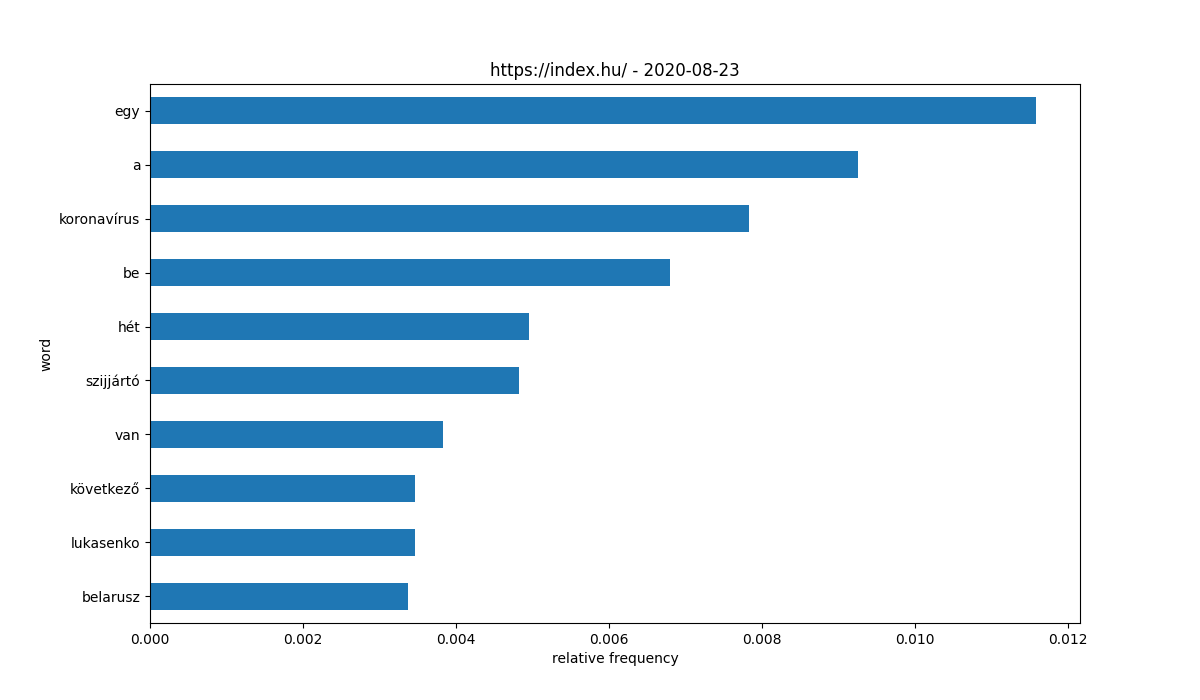 https://index.hu/ - 2020-08-23
egy
a
koronavírus
be
hét
szijjártó
van
következő
lukasenko
belarusz
word
0.000 0.002 0.004 0.006 0.008 0.010 0.012
relative frequency